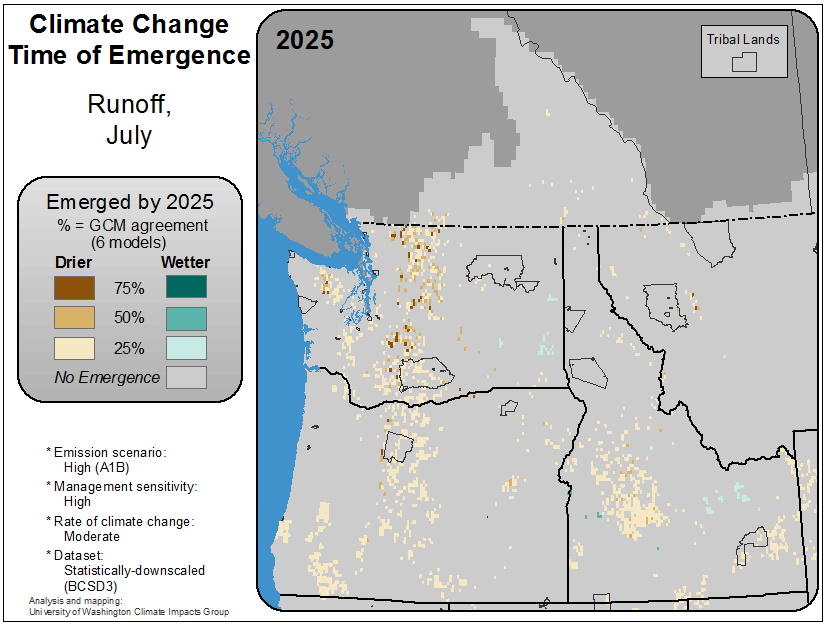 Climate Change
Time of Emergence
Runoff,
July
Emerged by 2025
% = GCM agreement
(6 models)
Drier
Wetter
75%
50%
25%
No Emergence
* Emission scenario:
High (A1B)
* Management sensitivity:
High
* Rate of climate change:
Moderate
* Dataset:
Statistically-downscaled
(BCSD3)
Analysis and mapping:
University of Washington Climate Impacts Group
2025
Tribal Lands